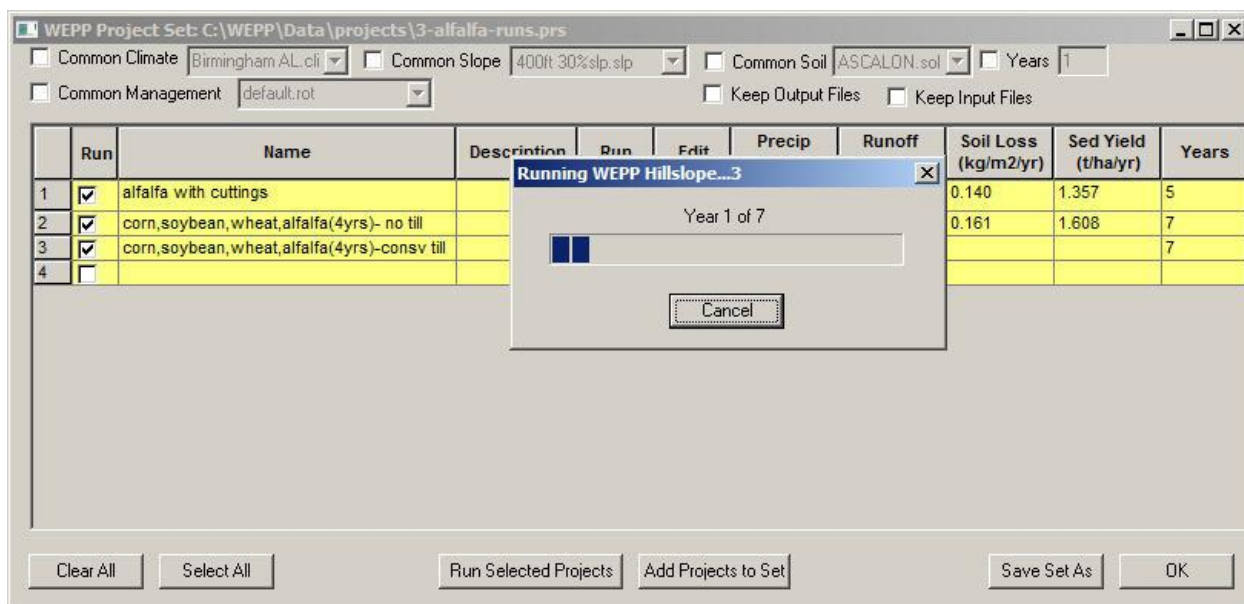 WEPP Project Set: C:\WEPP\Data\projects\3-alfalfa-runs.prs
Common Climate Birmingham AL.cli Common Slope 400ft 30%slp.slp Common Soil ASCALON.sol Years 1
Common Management default.rot Keep Output Files Keep Input Files
Run Name Description Run Edit Precip Runoff Soil Loss (kg/m2/yr) Sed Yield (t/ha/yr) Years
1 alfalfa with cuttings 0.140 1.357 5
2 corn,soybean,wheat,alfalfa(4yrs)- no till 0.161 1.608 7
3 corn,soybean,wheat,alfalfa(4yrs)-consv till 7
4
Running WEPP Hillslope...3
Year 1 of 7
Cancel
Clear All Select All Run Selected Projects Add Projects to Set Save Set As OK